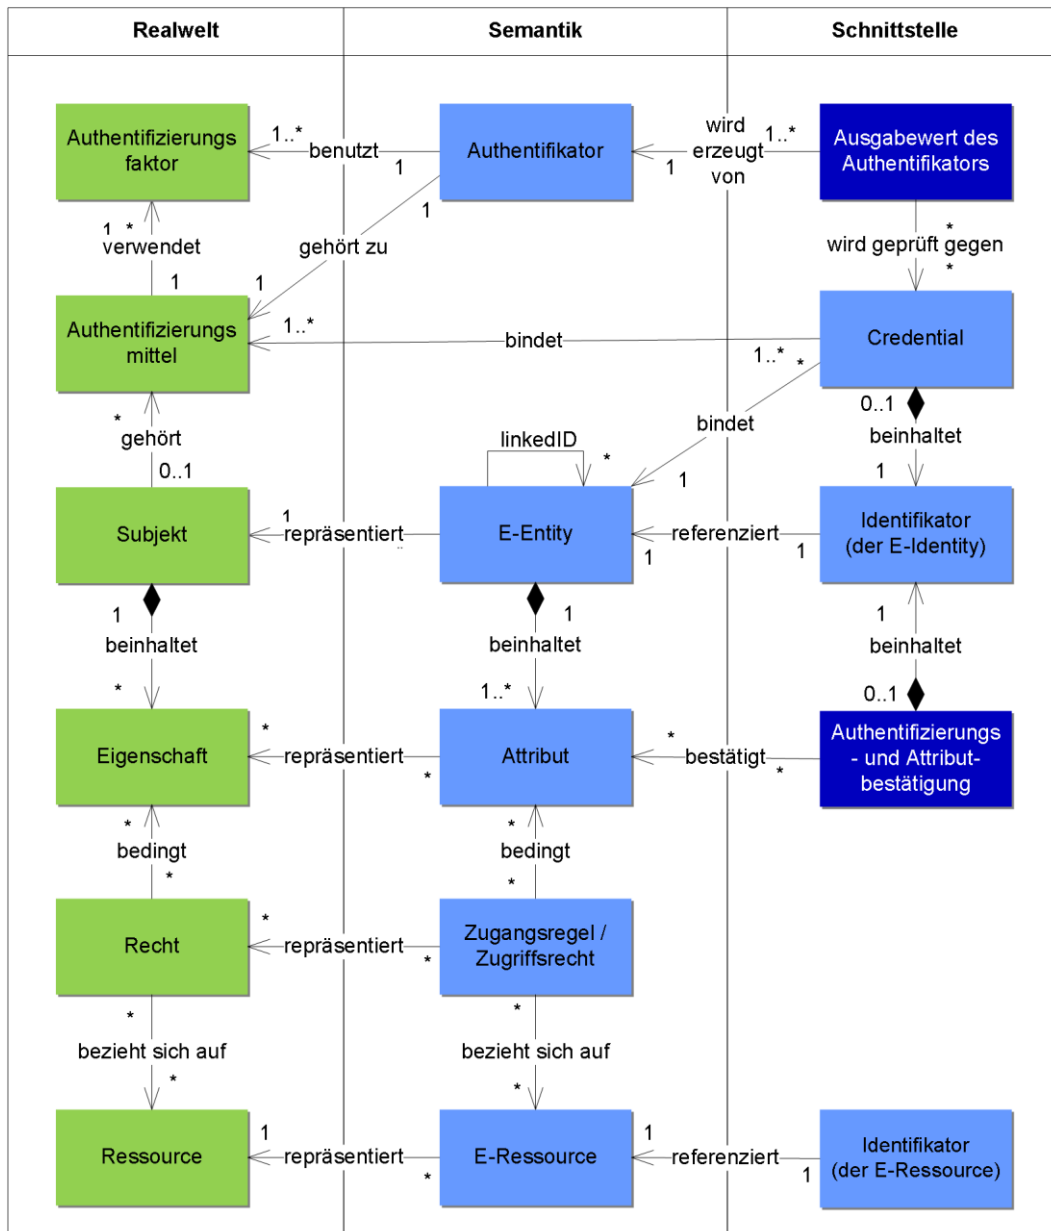 Realwelt
Semantik
Schnittstelle
Authentifizierungs
faktor
1..*
benutzt
1
Authentifikator
wird
erzeugt
von
1..*
1
Ausgabewert des
Authentifikators
1
*
verwendet
1
gehört zu
1
1
*
wird geprüft gegen
*
Authentifizierungs
mittel
1..*
bindet
1..*
*
Credential
*
gehört
0..1
linkedID
*
bindet
1
0..1
beinhaltet
1
Subjekt
1
repräsentiert
E-Entity
referenziert
1
1
Identifikator
(der E-Identity)
1
beinhaltet
*
1
beinhaltet
1..*
1
beinhaltet
0..1
Eigenschaft
*
repräsentiert
*
Attribut
*
bestätigt
*
Authentifizierungs
- und Attribut-
bestätigung
*
bedingt
*
*
bedingt
*
Recht
*
repräsentiert
*
Zugangsregel /
Zugriffsrecht
*
bezieht sich auf
*
*
bezieht sich auf
*
Ressource
1
repräsentiert
*
E-Ressource
1
referenziert
1
Identifikator
(der E-Ressource)